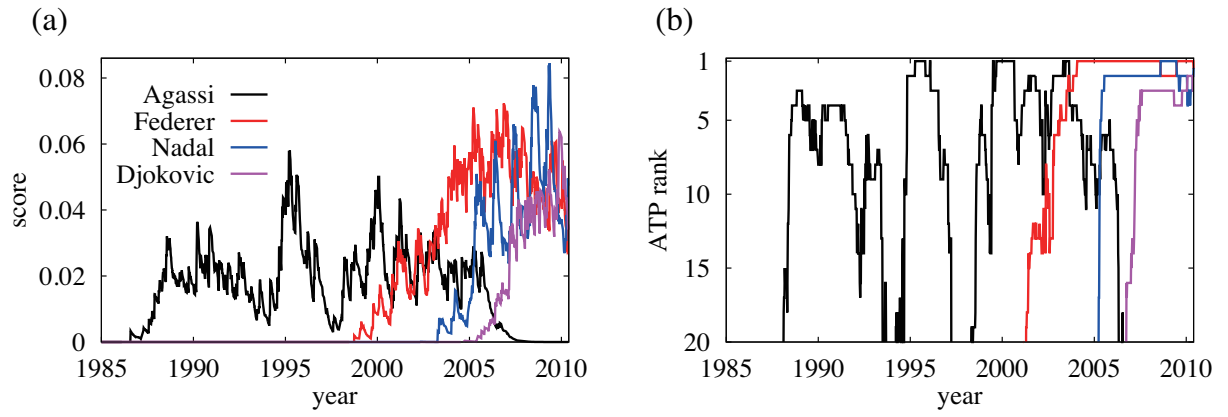 (a)
0.08
0.06
0.04
0.02
0
score
Agassi
Federer
Nadal
Djokovic
1985 1990 1995 2000 2005 2010
year
(b)
1
5
10
15
20
ATP rank
1985 1990 1995 2000 2005 2010
year